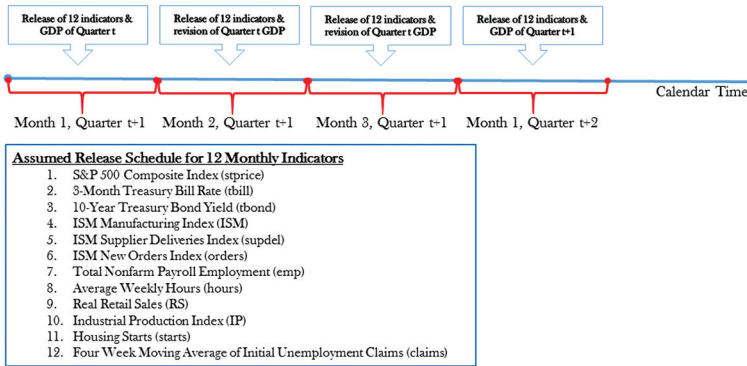 Release of 12 indicators &
GDP of Quarter t
Release of 12 indicators &
revision of Quarter t GDP
Release of 12 indicators &
revision of Quarter t GDP
Release of 12 indicators &
GDP of Quarter t+1
Calendar Time
Month 1, Quarter t+1
Month 2, Quarter t+1
Month 3, Quarter t+1
Month 1, Quarter t+2
Assumed Release Schedule for 12 Monthly Indicators
1. S&P 500 Composite Index (stprice)
2. 3-Month Treasury Bill Rate (tbill)
3. 10-Year Treasury Bond Yield (tbond)
4. ISM Manufacturing Index (ISM)
5. ISM Supplier Deliveries Index (supdel)
6. ISM New Orders Index (orders)
7. Total Nonfarm Payroll Employment (emp)
8. Average Weekly Hours (hours)
9. Real Retail Sales (RS)
10. Industrial Production Index (IP)
11. Housing Starts (starts)
12. Four Week Moving Average of Initial Unemployment Claims (claims)